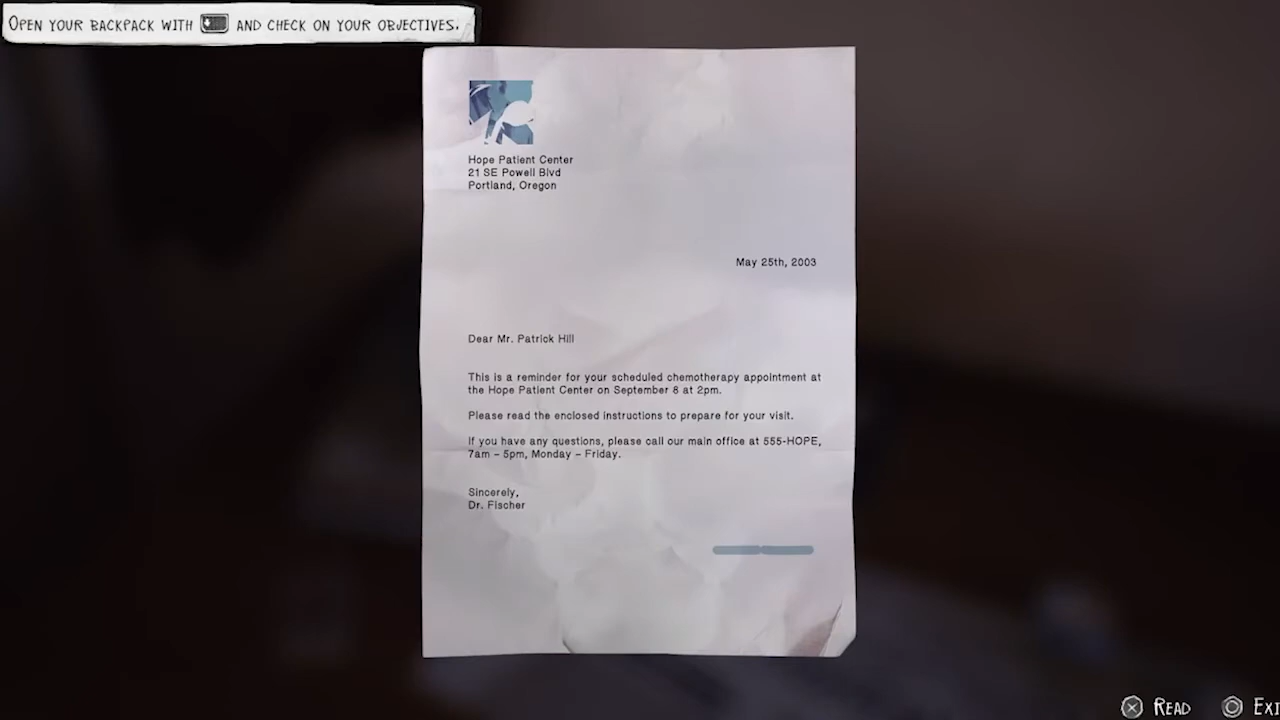 OPEN YOUR BACKPACK WITH AND CHECK ON YOUR OBJECTIVES.
Hope Patient Center
21 SE Powell Blvd
Portland, Oregon
May 25th, 2003
Dear Mr. Patrick Hill
This is a reminder for your scheduled chemotherapy appointment at
the Hope Patient Center on September 8 at 2pm.
Please read the enclosed instructions to prepare for your visit.
If you have any questions, please call our main office at 555-HOPE,
7am – 5pm, Monday – Friday.
Sincerely,
Dr. Fischer
READ EXI